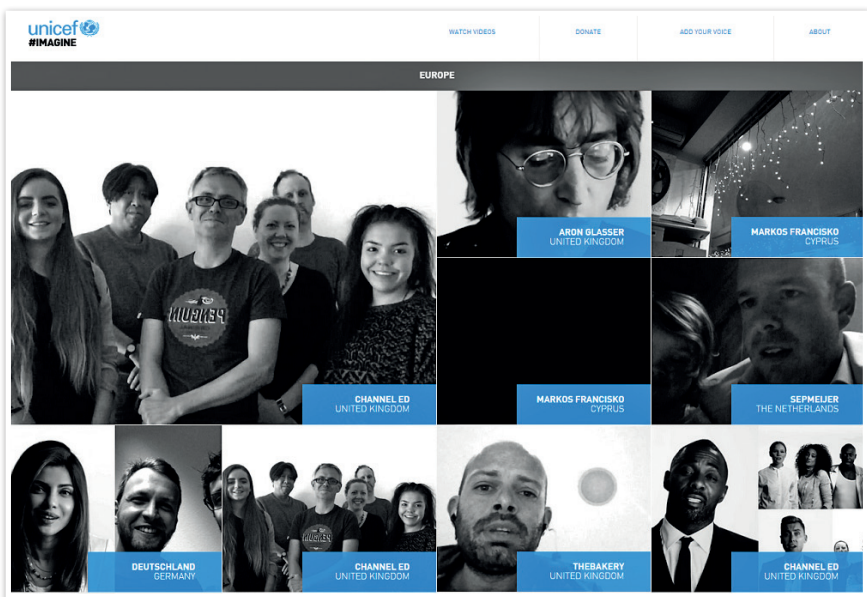 unicef
#IMAGINE
WATCH VIDEOS
DONATE
ADD YOUR VOICE
ABOUT
EUROPE
PENGUIN
CHANNEL ED
UNITED KINGDOM
ARON GLASSER
UNITED KINGDOM
MARKOS FRANCISKO
CYPRUS
MARKOS FRANCISKO
CYPRUS
SEPMEIJER
THE NETHERLANDS
DEUTSCHLAND
GERMANY
CHANNEL ED
UNITED KINGDOM
THEBAKERY
UNITED KINGDOM
CHANNEL ED
UNITED KINGDOM